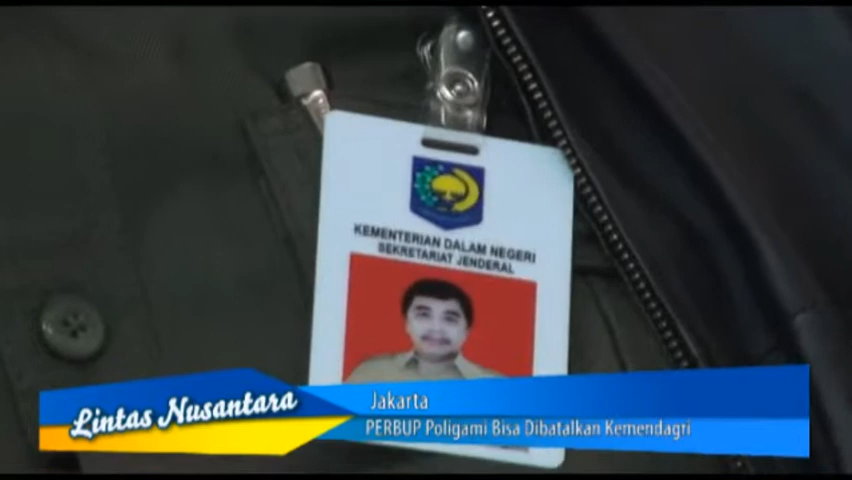 KEMENTERIAN DALAM NEGERI
SEKRETARIAT JENDERAL
Lintas Nusantara
Jakarta
PERBUP Poligami Bisa Dibatalkan Kemendagri